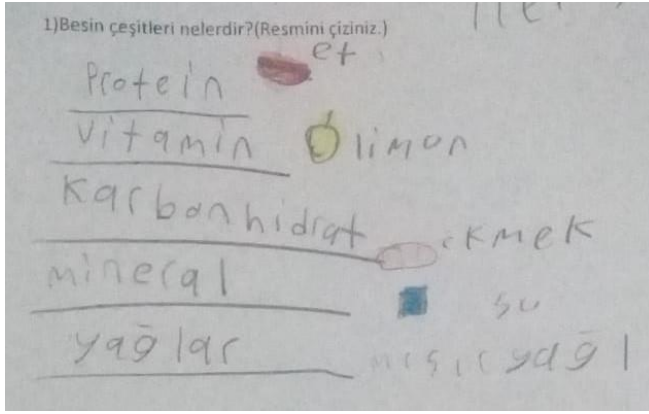 1)Besin çeşitleri nelerdir?(Resmini çiziniz.)
Protein et
Vitamin limon
Karbonhidrat ekmek
mineral su
yağlar mısır yağı